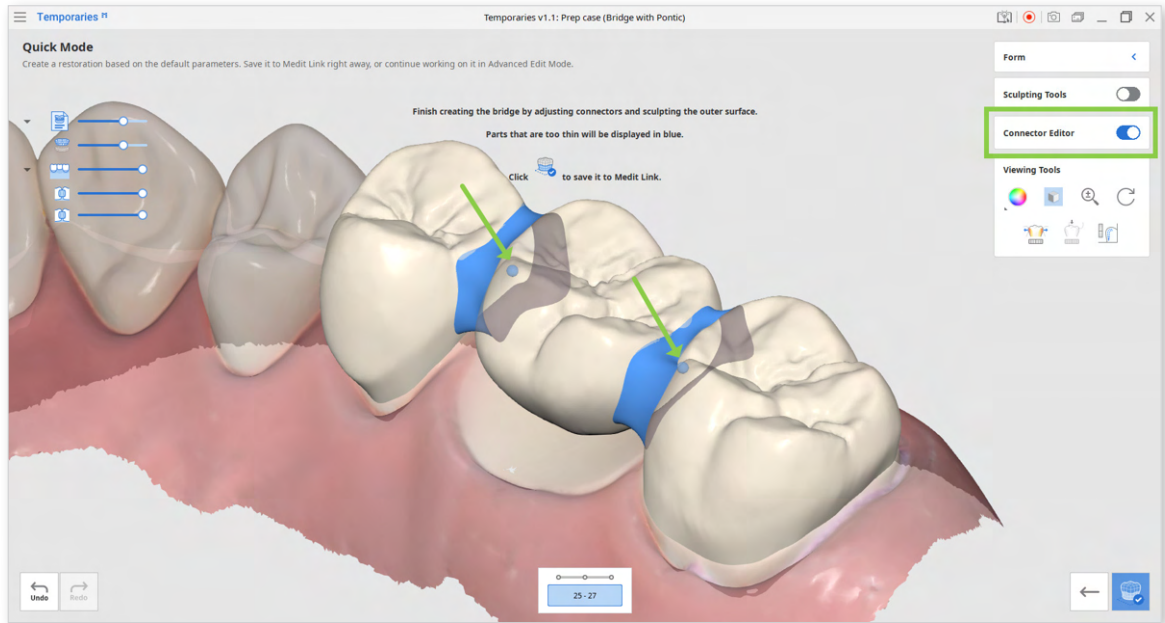 Temporaries M
Temporaries v1.1: Prep case (Bridge with Pontic)
Quick Mode
Create a restoration based on the default parameters. Save it to Medit Link right away, or continue working on it in Advanced Edit Mode.
Form
Finish creating the bridge by adjusting connectors and sculpting the outer surface.
Parts that are too thin will be displayed in blue.
Click to save it to Medit Link.
Sculpting Tools
Connector Editor
Viewing Tools
Undo
Redo
25 - 27